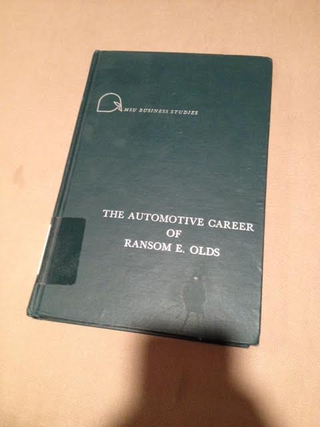 MSU BUSINESS STUDIES
THE AUTOMOTIVE CAREER
OF
RANSOM E. OLDS